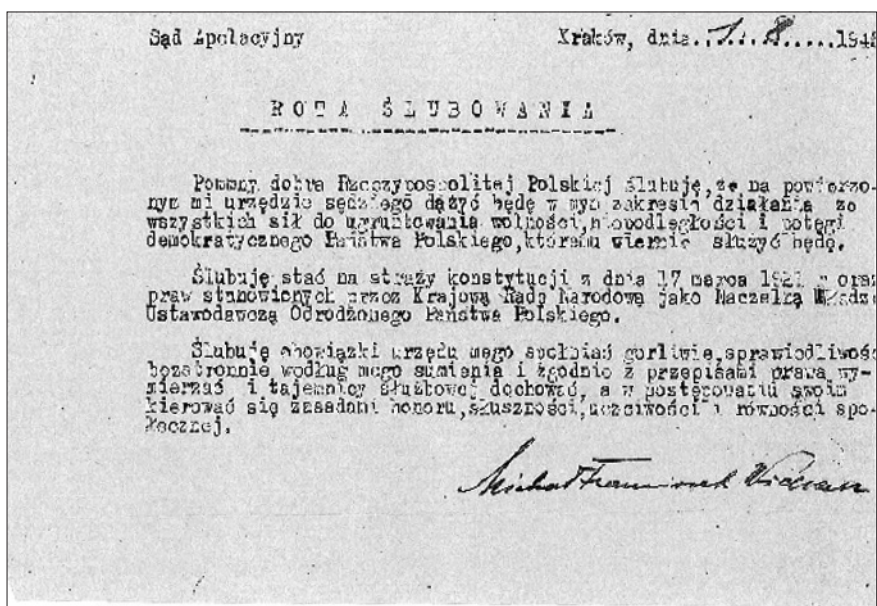 Sąd Apelacyjny Kraków, dnia..1..8.....194
R O T A Ś L U B O W A N I A
Pomny dobra Rzeczypospolitej Polskiej ślubuję,że na powierzo-
nym mi urzędzie sędziego dążyć będę w mym zakresie działania ze
wszystkich sił do ugruntowania wolności,niepodległości i potęgi
demokratycznego Państwa Polskiego,któremu wiernie służyć będę.
Ślubuję stać na straży konstytucji z dnia 17 marca 1921 r oraz
praw stanowionych przez Krajową Radę Narodową jako Naczelną Władzę
Ustawodawczą Odrodzonego Państwa Polskiego.
Ślubuję obowiązki urzędu mego spełniać gorliwie,sprawiedliwość
bezstronnie według mego sumienia i zgodnie z przepisami prawa wy-
mierzać i tajemnicy służbowej dochować, a w postępowaniu swoim
kierować się zasadami honoru,słuszności,uczciwości i równości spo-
łecznej.
Michał Franciszek